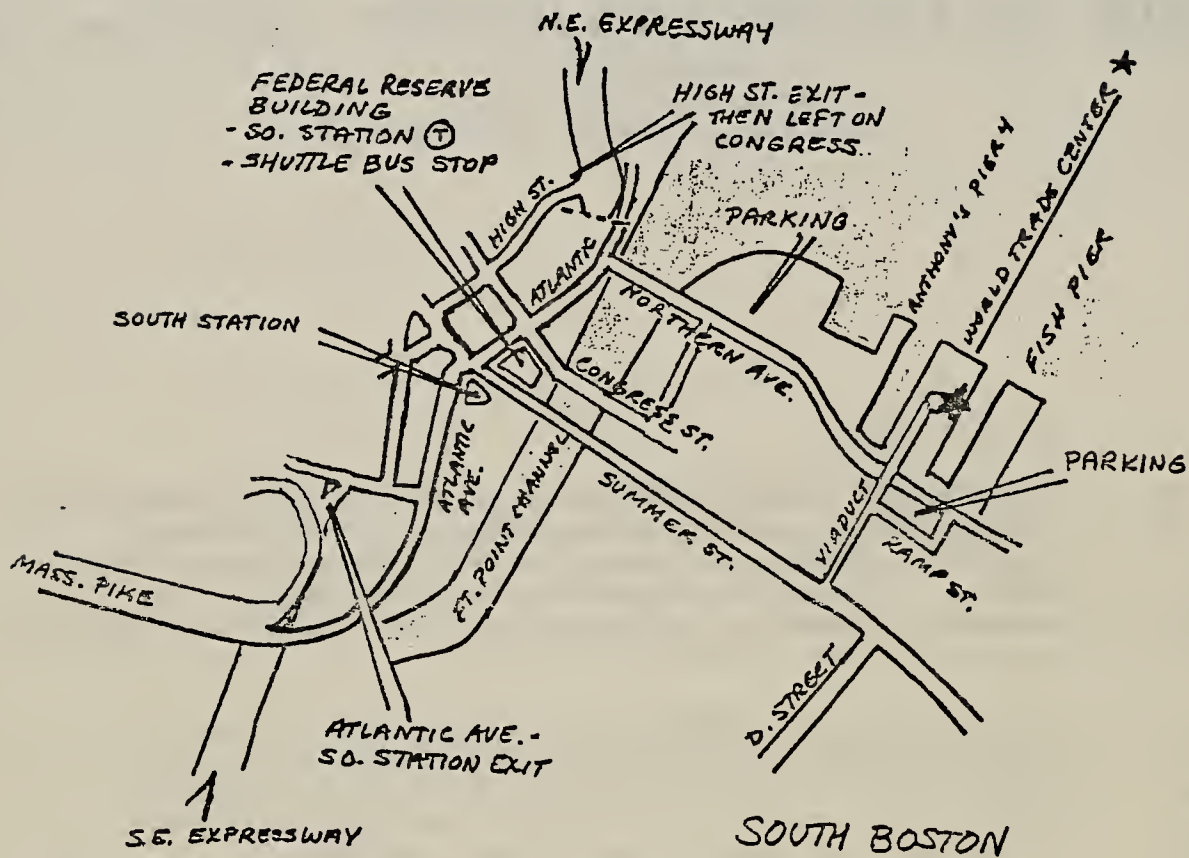 N.E. EXPRESSWAY
FEDERAL RESERVE
BUILDING
- SO. STATION Ⓣ
- SHUTTLE BUS STOP
HIGH ST. EXIT -
THEN LEFT ON
CONGRESS..
HIGH ST.
ATLANTIC
PARKING
ANTHONY'S PIER 4
WORLD TRADE CENTER
FISH PIER
SOUTH STATION
NORTHERN AVE.
CONGRESS ST.
ATLANTIC
AVE.
FT. POINT CHANNEL
SUMMER ST.
VIADUCT
PARKING
RAMP ST.
MASS. PIKE
D. STREET
ATLANTIC AVE. -
SO. STATION EXIT
S.E. EXPRESSWAY
SOUTH BOSTON